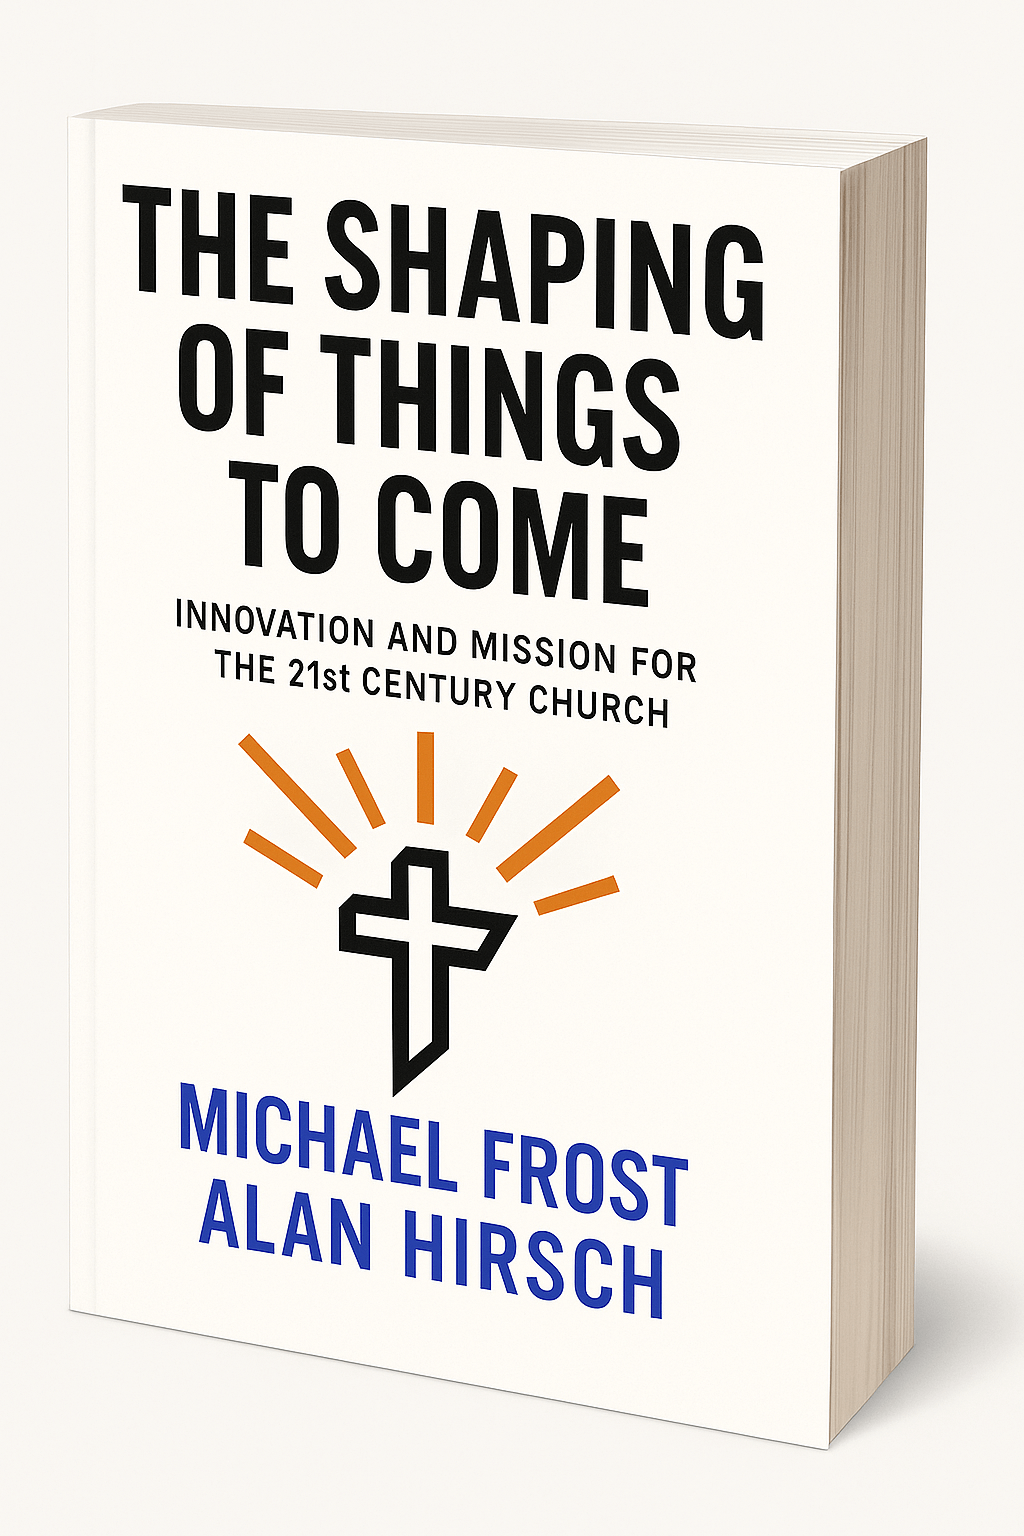 THE SHAPING
OF THINGS
TO COME
INNOVATION AND MISSION FOR
THE 21st CENTURY CHURCH
MICHAEL FROST
ALAN HIRSCH